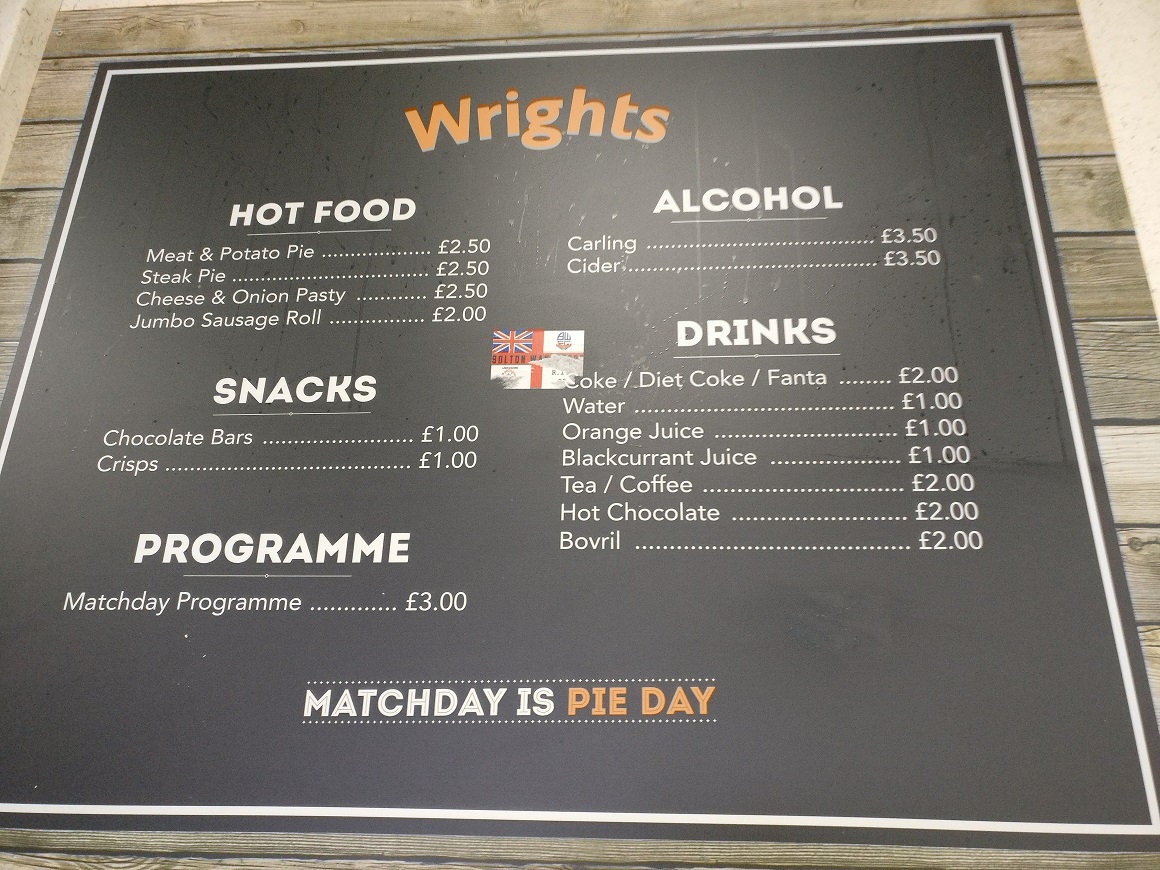 Wrights
HOT FOOD
Meat & Potato Pie ...................... £2.50
Steak Pie ........................................ £2.50
Cheese & Onion Pasty ............ £2.50
Jumbo Sausage Roll ................ £2.00
SNACKS
Chocolate Bars ....................... £1.00
Crisps ........................................ £1.00
PROGRAMME
Matchday Programme ............. £3.00
ALCOHOL
Carling ...................................... £3.50
Cider.......................................... £3.50
DRINKS
Coke / Diet Coke / Fanta ........ £2.00
Water ........................................ £1.00
Orange Juice ............................ £1.00
Blackcurrant Juice .................... £1.00
Tea / Coffee .............................. £2.00
Hot Chocolate .......................... £2.00
Bovril ........................................ £2.00
BOLTON
MATCHDAY IS PIE DAY